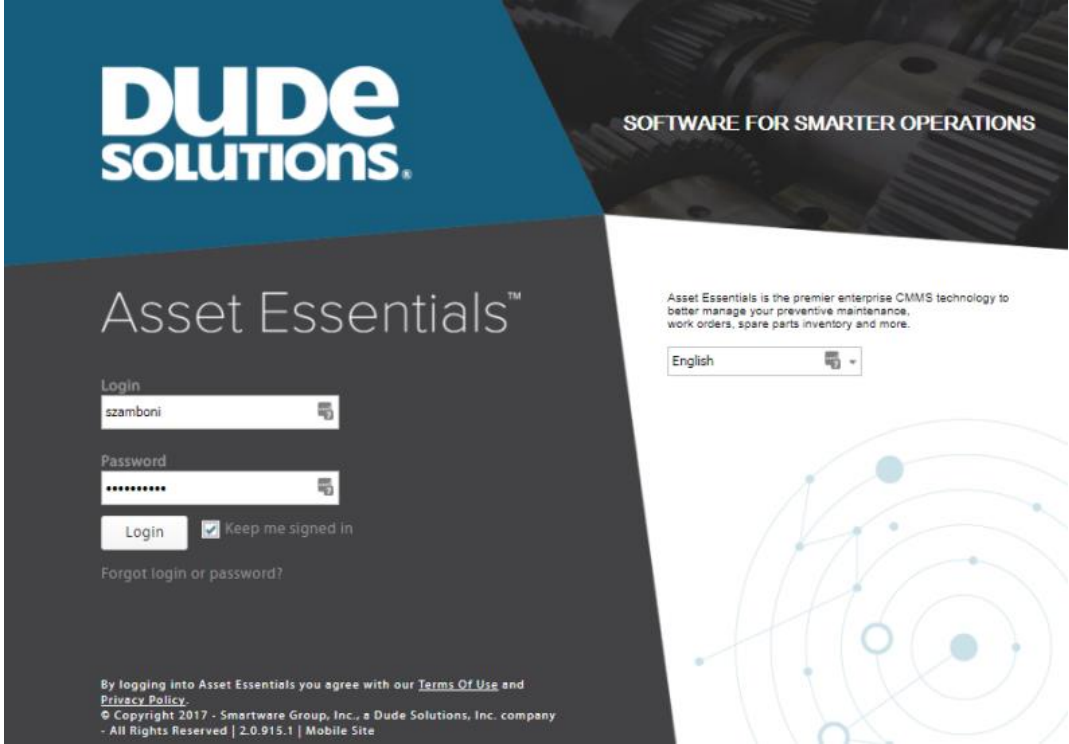 DUDE
SOLUTIONS®
SOFTWARE FOR SMARTER OPERATIONS
Asset Essentials™
Asset Essentials is the premier enterprise CMMS technology to
better manage your preventive maintenance,
work orders, spare parts inventory and more.
English
Login
szamboni
Password
••••••••••
Login
Keep me signed in
Forgot login or password?
By logging into Asset Essentials you agree with our Terms Of Use and
Privacy Policy.
© Copyright 2017 - Smartware Group, Inc., a Dude Solutions, Inc. company
- All Rights Reserved | 2.0.915.1 | Mobile Site